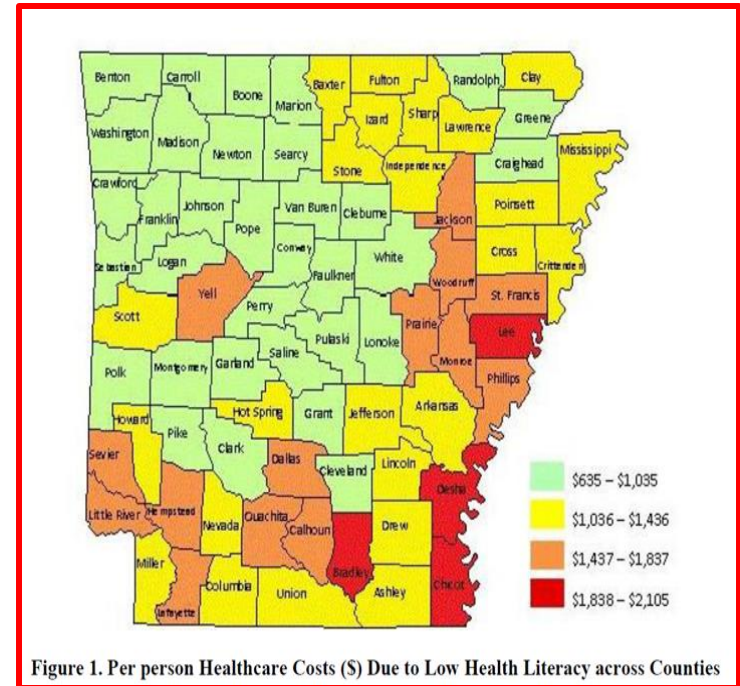 Benton Carroll Boone Marion Baxter Fulton Randolph Clay
Izard Sharp Lawrence Greene
Washington Madison Newton Searcy Stone Independence Craighead Mississippi
Crawford Franklin Johnson Pope Van Buren Cleburne Jackson Poinsett
Sebastian Logan Conway Faulkner White Woodruff Cross Crittenden
Scott Yell Perry St. Francis
Polk Montgomery Garland Saline Pulaski Lonoke Prairie Monroe Lee
Phillips
Howard Pike Hot Spring Grant Jefferson Arkansas
Sevier Clark Dallas Cleveland Lincoln Desha
Little River Hempstead Nevada Ouachita Calhoun Bradley Drew
Miller Lafayette Columbia Union Ashley Chicot
$635 – $1,035
$1,036 – $1,436
$1,437 – $1,837
$1,838 – $2,105
Figure 1. Per person Healthcare Costs ($) Due to Low Health Literacy across Counties